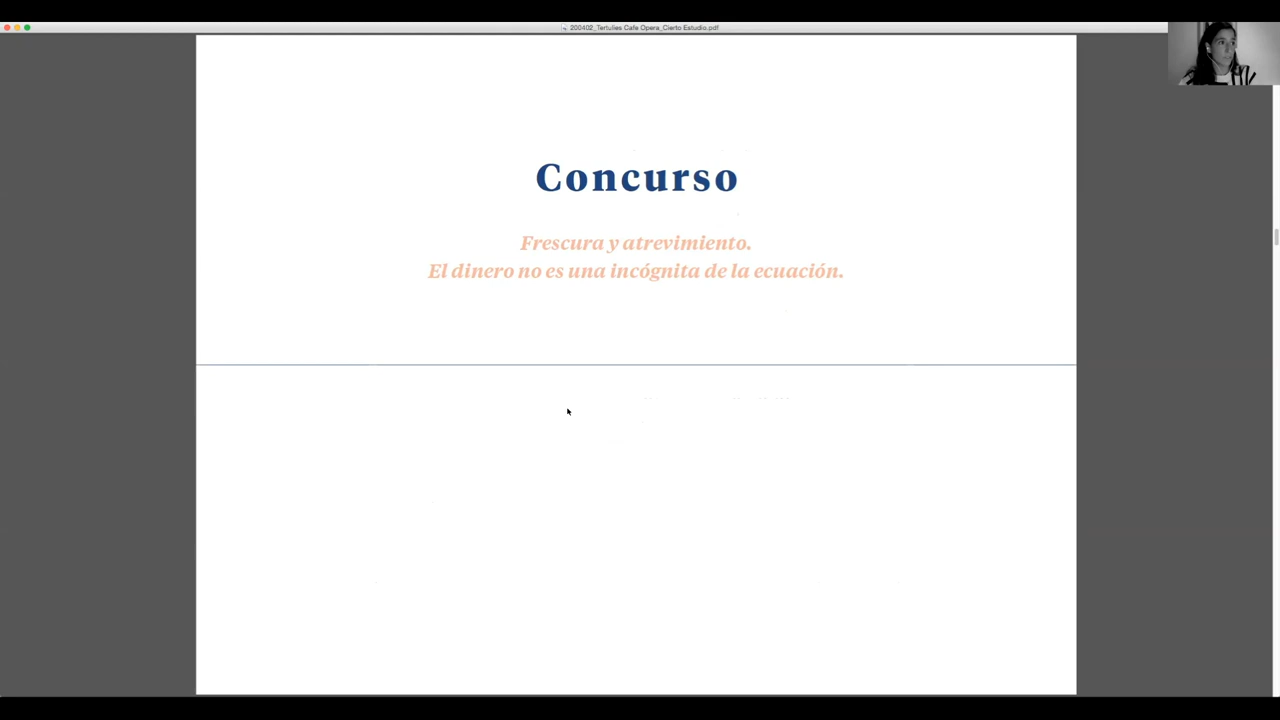 200402_Tertulies Cafe Opera_Cierto Estudio.pdf
Concurso
Frescura y atrevimiento.
El dinero no es una incógnita de la ecuación.